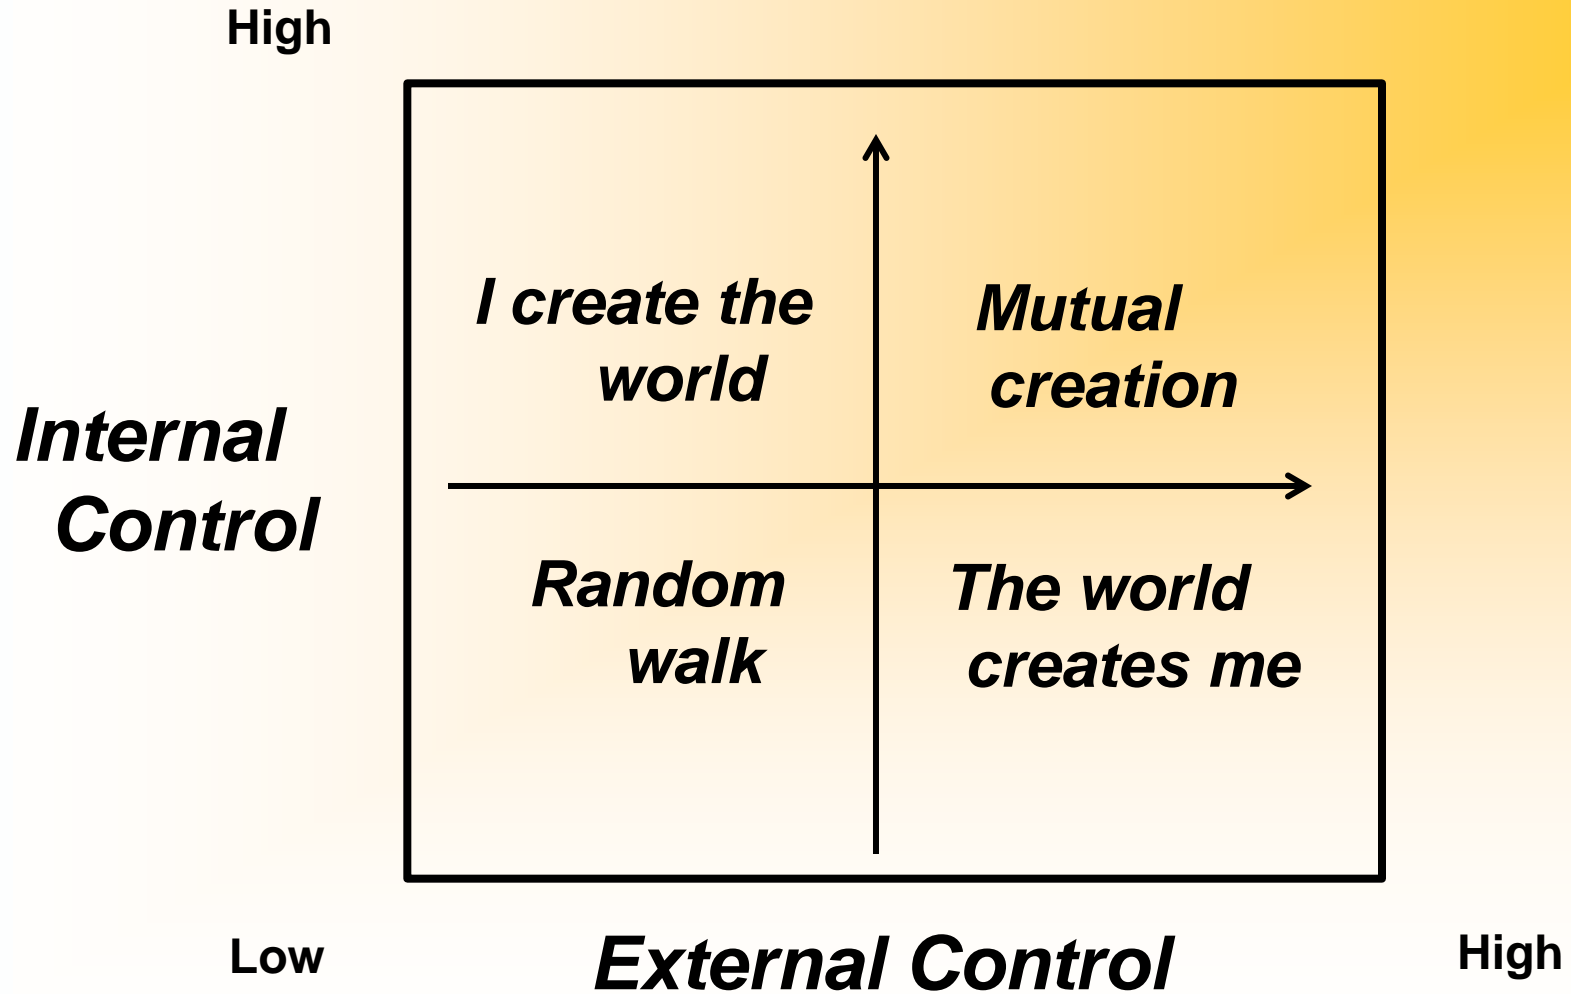 High
I create the
world
Mutual
creation
Internal
Control
Random
walk
The world
creates me
Low
External Control
High